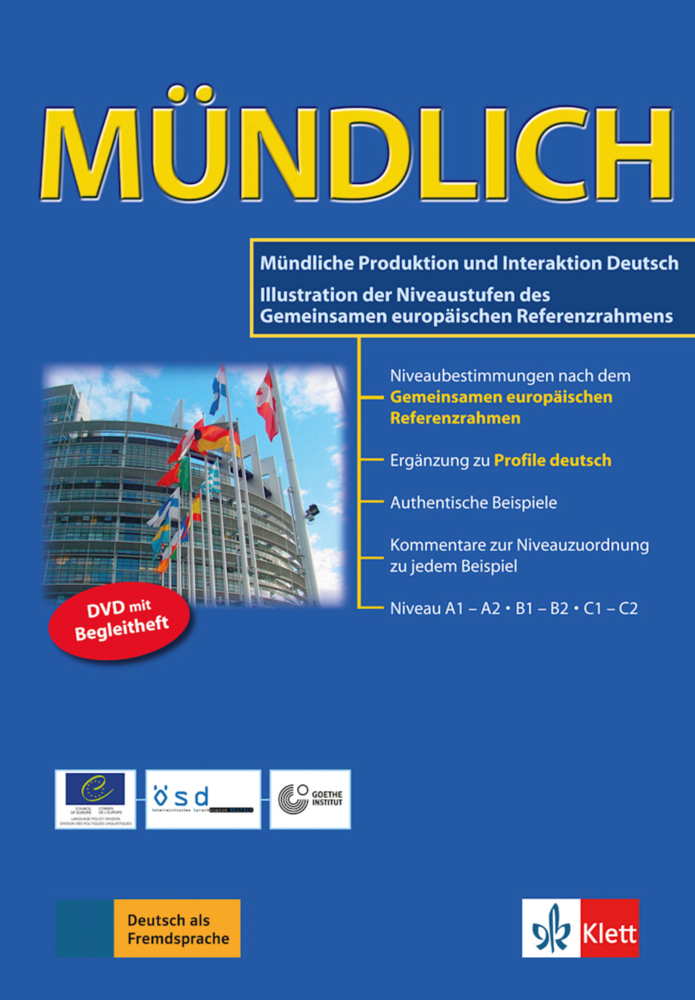 MÜNDLICH
Mündliche Produktion und Interaktion Deutsch
Illustration der Niveaustufen des
Gemeinsamen europäischen Referenzrahmens
Niveaubestimmungen nach dem
Gemeinsamen europäischen
Referenzrahmen
Ergänzung zu Profile deutsch
Authentische Beispiele
Kommentare zur Niveauzuordnung
zu jedem Beispiel
Niveau A1 – A2 • B1 – B2 • C1 – C2
DVD mit
Begleitheft
COUNCIL OF EUROPE
CONSEIL DE L'EUROPE
LANGUAGE POLICY DIVISION
DIVISION DES POLITIQUES LINGUISTIQUES
ösd
Österreichisches Sprachdiplom DEUTSCH
GOETHE
INSTITUT
Deutsch als
Fremdsprache
Klett